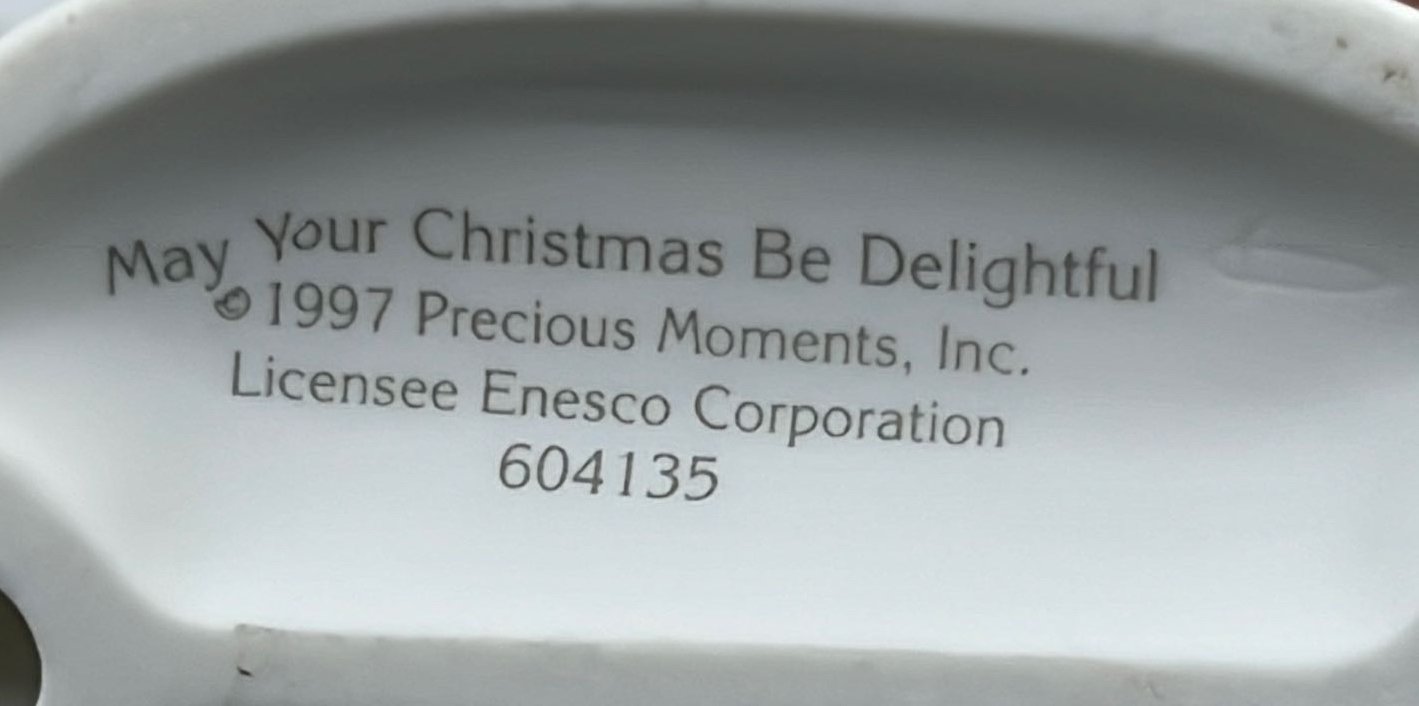 May Your Christmas Be Delightful
© 1997 Precious Moments, Inc.
Licensee Enesco Corporation
604135